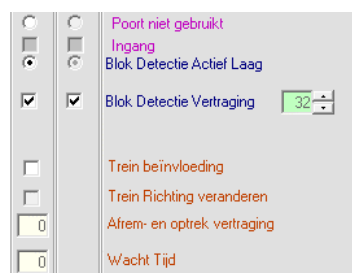 Poort niet gebruikt
Ingang
Blok Detectie Actief Laag
Blok Detectie Vertraging 32
Trein beïnvloeding
Trein Richting veranderen
0 Afrem- en optrek vertraging
0 Wacht Tijd